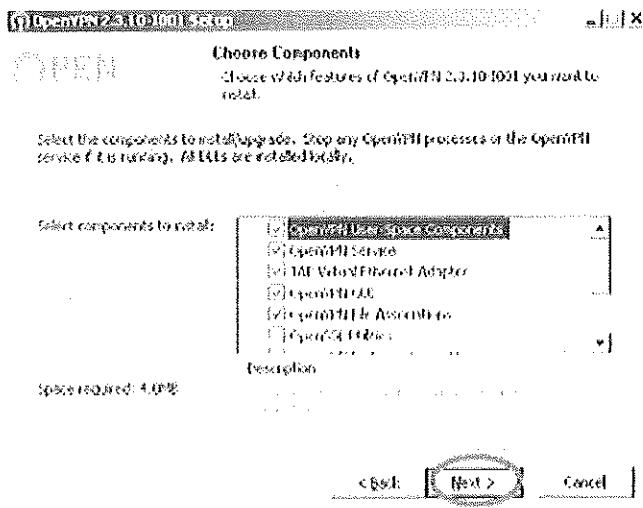 OpenVPN 2.3.10-I001 Setup
OPEN
Choose Components
Choose which features of OpenVPN 2.3.10-I001 you want to
install.
Select the components to install/upgrade. Stop any OpenVPN processes or the OpenVPN
service if it is running. All DLLs are installed locally.
Select components to install:
OpenVPN User-Space Components
OpenVPN Service
TAP Virtual Ethernet Adapter
OpenVPN GUI
OpenVPN File Associations
OpenSSL Utilities
Description
Space required: 4.0MB
< Back
Next >
Cancel